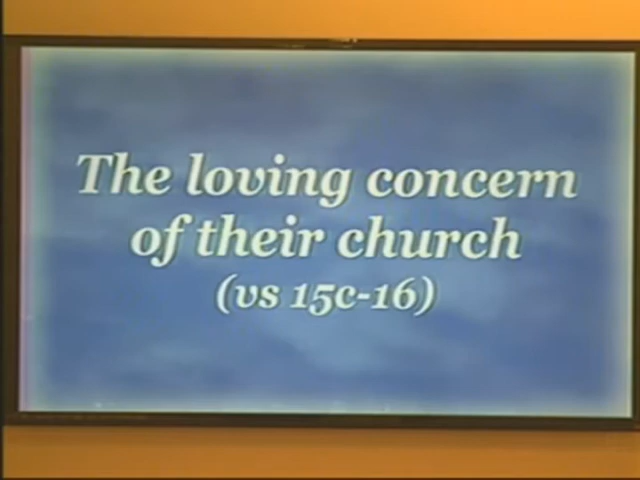 The loving concern
of their church
(vs 15c-16)